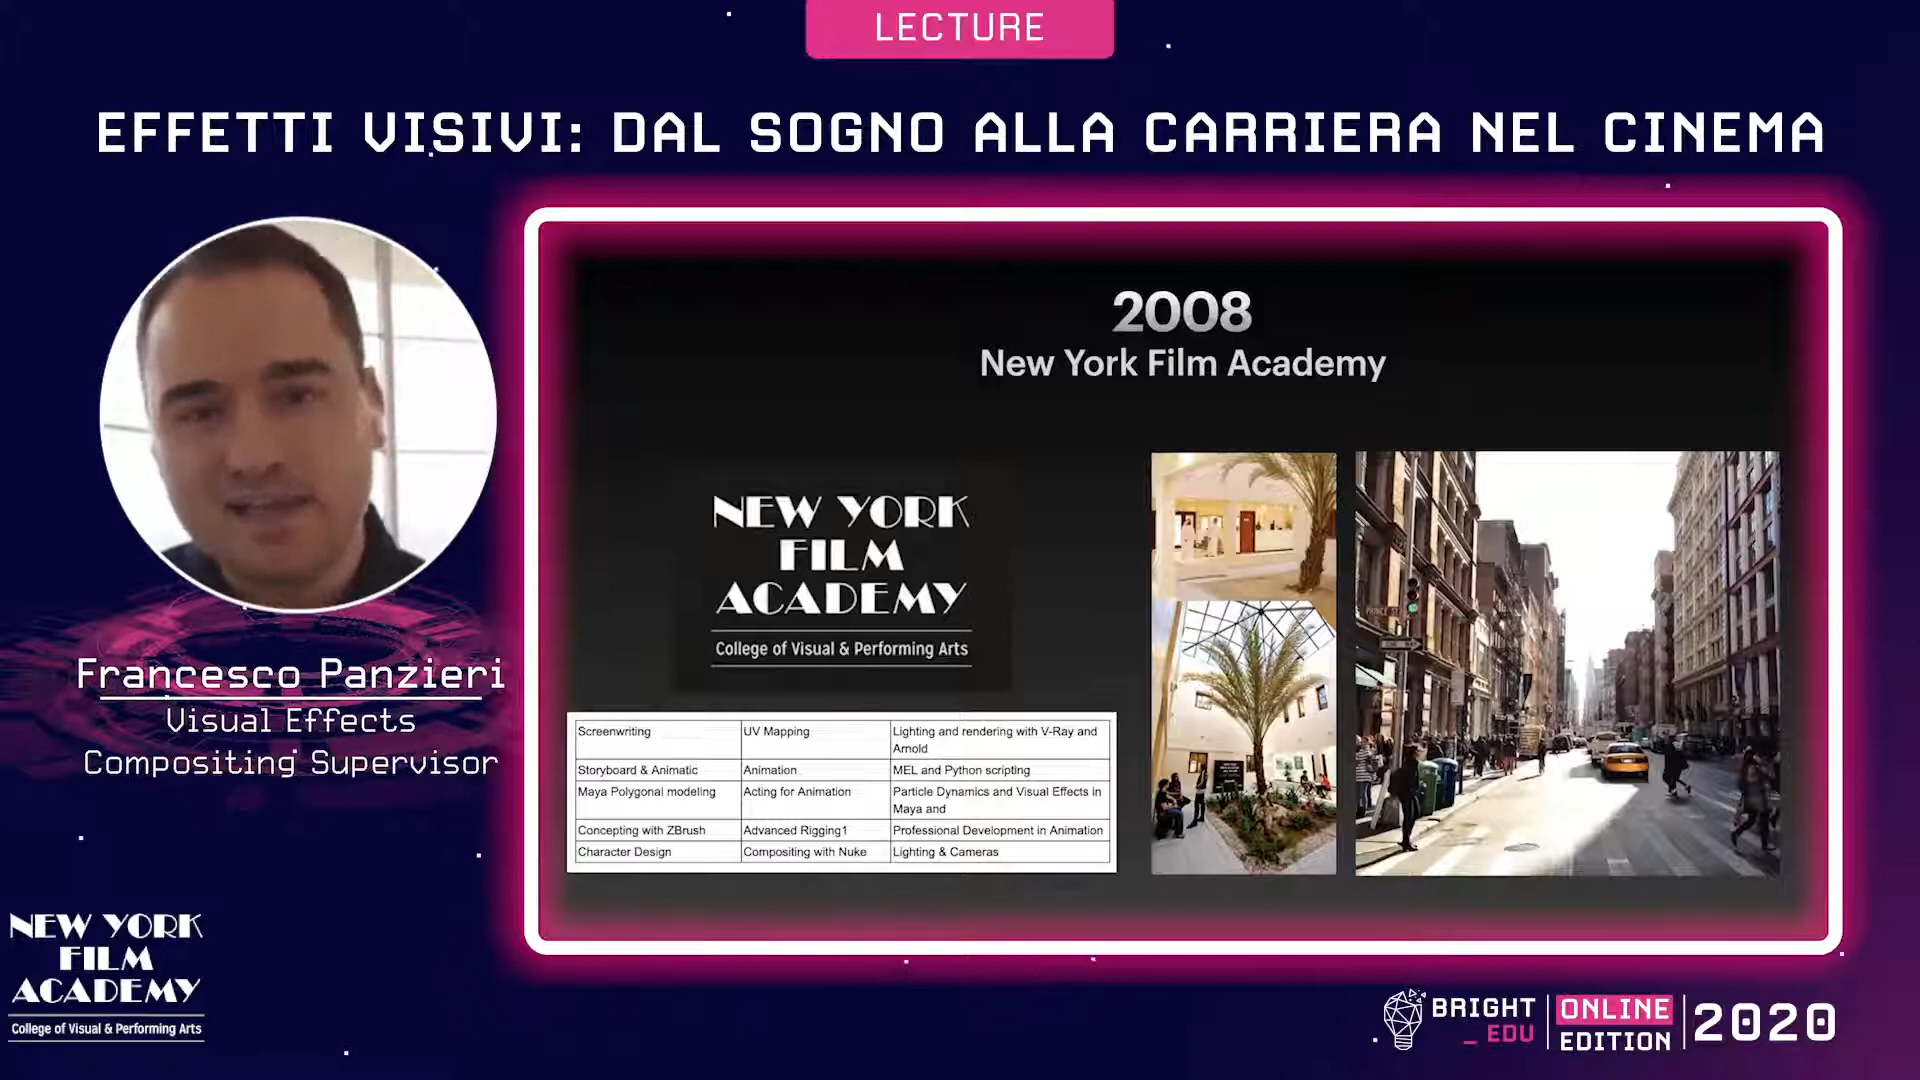 LECTURE
EFFETTI VISIVI: DAL SOGNO ALLA CARRIERA NEL CINEMA
2008
New York Film Academy
NEW YORK
FILM
ACADEMY
College of Visual & Performing Arts
Screenwriting UV Mapping Lighting and rendering with V-Ray and
Arnold
Storyboard & Animatic Animation MEL and Python scripting
Maya Polygonal modeling Acting for Animation Particle Dynamics and Visual Effects in
Maya and
Concepting with ZBrush Advanced Rigging1 Professional Development in Animation
Character Design Compositing with Nuke Lighting & Cameras
PRINCE ST
Francesco Panzieri
Visual Effects
Compositing Supervisor
NEW YORK
FILM
ACADEMY
College of Visual & Performing Arts
BRIGHT
_ EDU
ONLINE
EDITION
2020